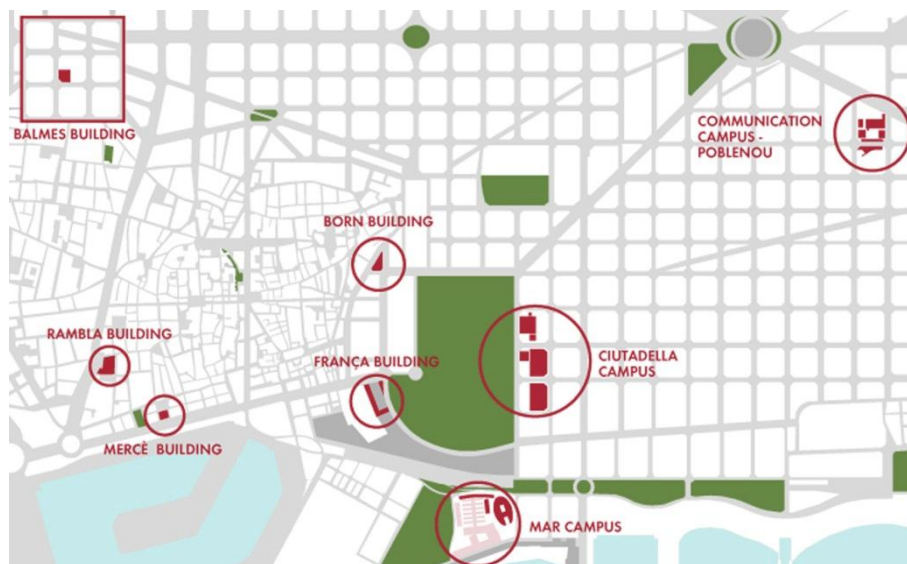 BALMES BUILDING
COMMUNICATION
CAMPUS -
POBLENOU
BORN BUILDING
RAMBLA BUILDING
FRANÇA BUILDING
CIUTADELLA
CAMPUS
MERCÈ BUILDING
MAR CAMPUS